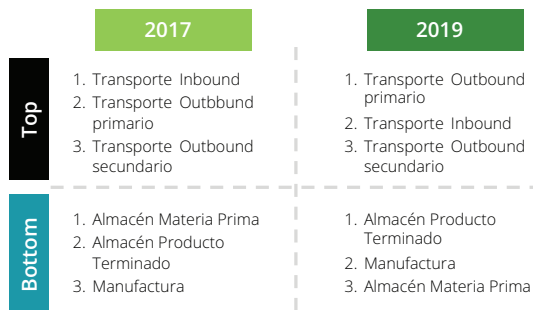 2017
2019
Top
1. Transporte Inbound
2. Transporte Outbbund
primario
3. Transporte Outbound
secundario
1. Transporte Outbound
primario
2. Transporte Inbound
3. Transporte Outbound
secundario
Bottom
1. Almacén Materia Prima
2. Almacén Producto
Terminado
3. Manufactura
1. Almacén Producto
Terminado
2. Manufactura
3. Almacén Materia Prima